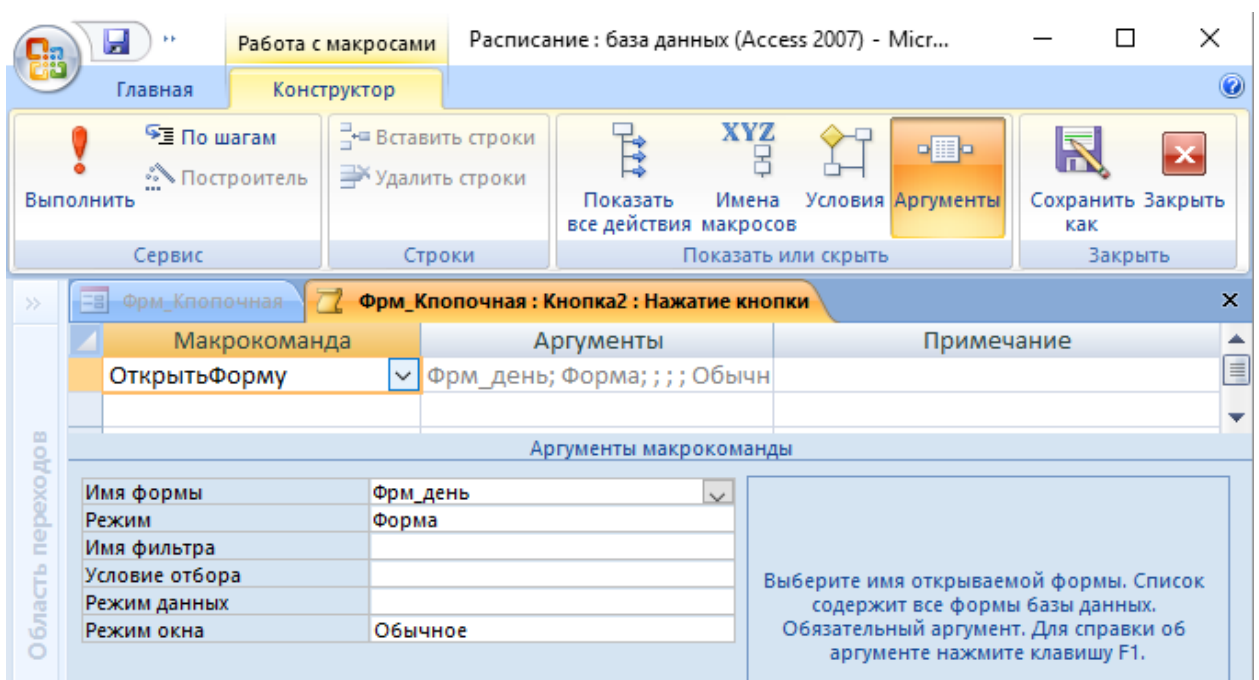 Работа с макросами Расписание : база данных (Access 2007) - Micr...
Главная Конструктор
Выполнить
По шагам
Построитель
Вставить строки
Удалить строки
Показать
все действия
XYZ
Имена
макросов
Условия
Аргументы
Сохранить
как
Закрыть
Сервис Строки Показать или скрыть Закрыть
Фрм_Кпопочная Фрм_Кпопочная : Кнопка2 : Нажатие кнопки
Макрокоманда Аргументы Примечание
ОткрытьФорму Фрм_день; Форма; ; ; ; Обычн
Аргументы макрокоманды
Имя формы Фрм_день
Режим Форма
Имя фильтра
Условие отбора
Режим данных
Режим окна Обычное
Выберите имя открываемой формы. Список
содержит все формы базы данных.
Обязательный аргумент. Для справки об
аргументе нажмите клавишу F1.
Область переходов